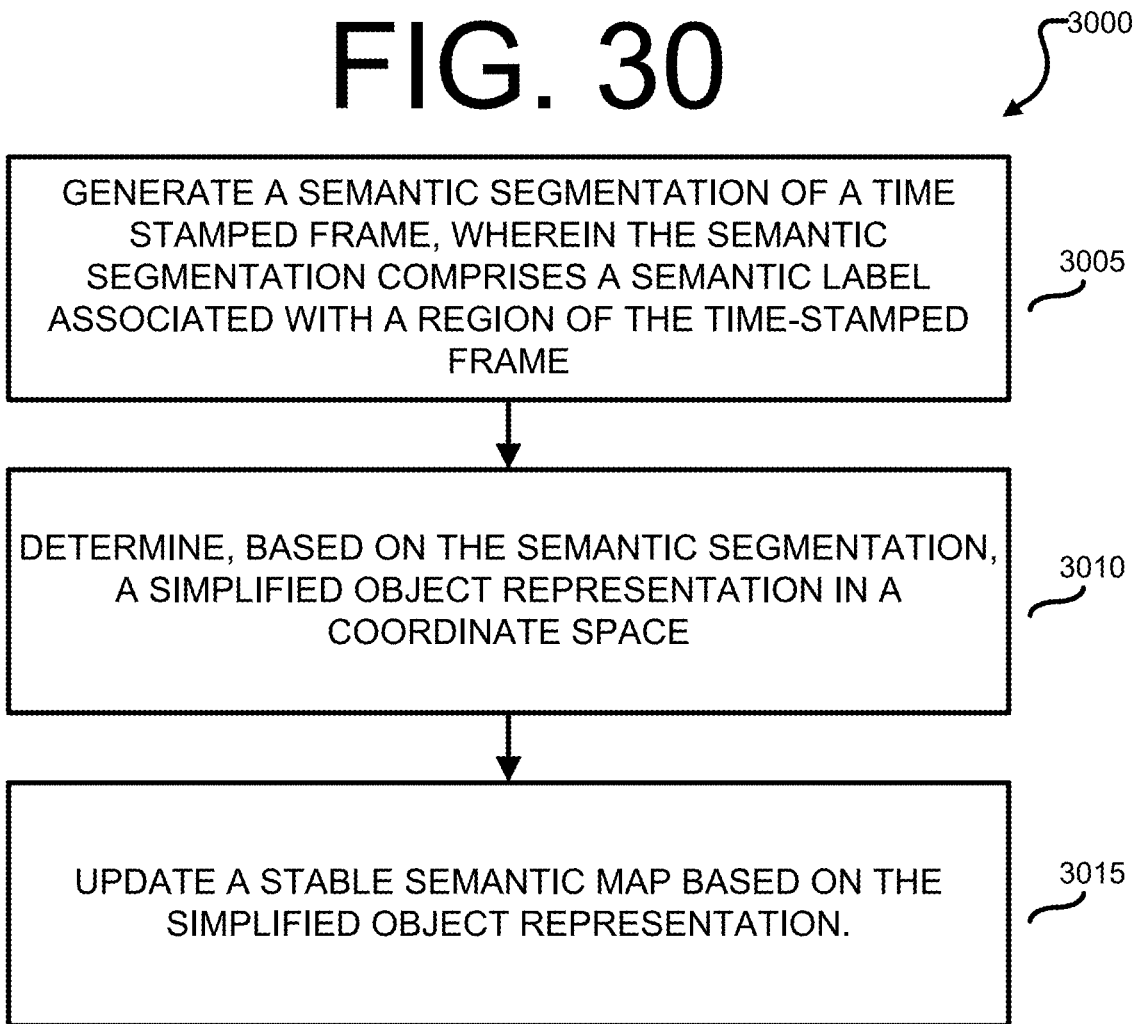 FIG. 30
3000
GENERATE A SEMANTIC SEGMENTATION OF A TIME
STAMPED FRAME, WHEREIN THE SEMANTIC
SEGMENTATION COMPRISES A SEMANTIC LABEL
ASSOCIATED WITH A REGION OF THE TIME-STAMPED
FRAME
3005
DETERMINE, BASED ON THE SEMANTIC SEGMENTATION,
A SIMPLIFIED OBJECT REPRESENTATION IN A
COORDINATE SPACE
3010
UPDATE A STABLE SEMANTIC MAP BASED ON THE
SIMPLIFIED OBJECT REPRESENTATION.
3015